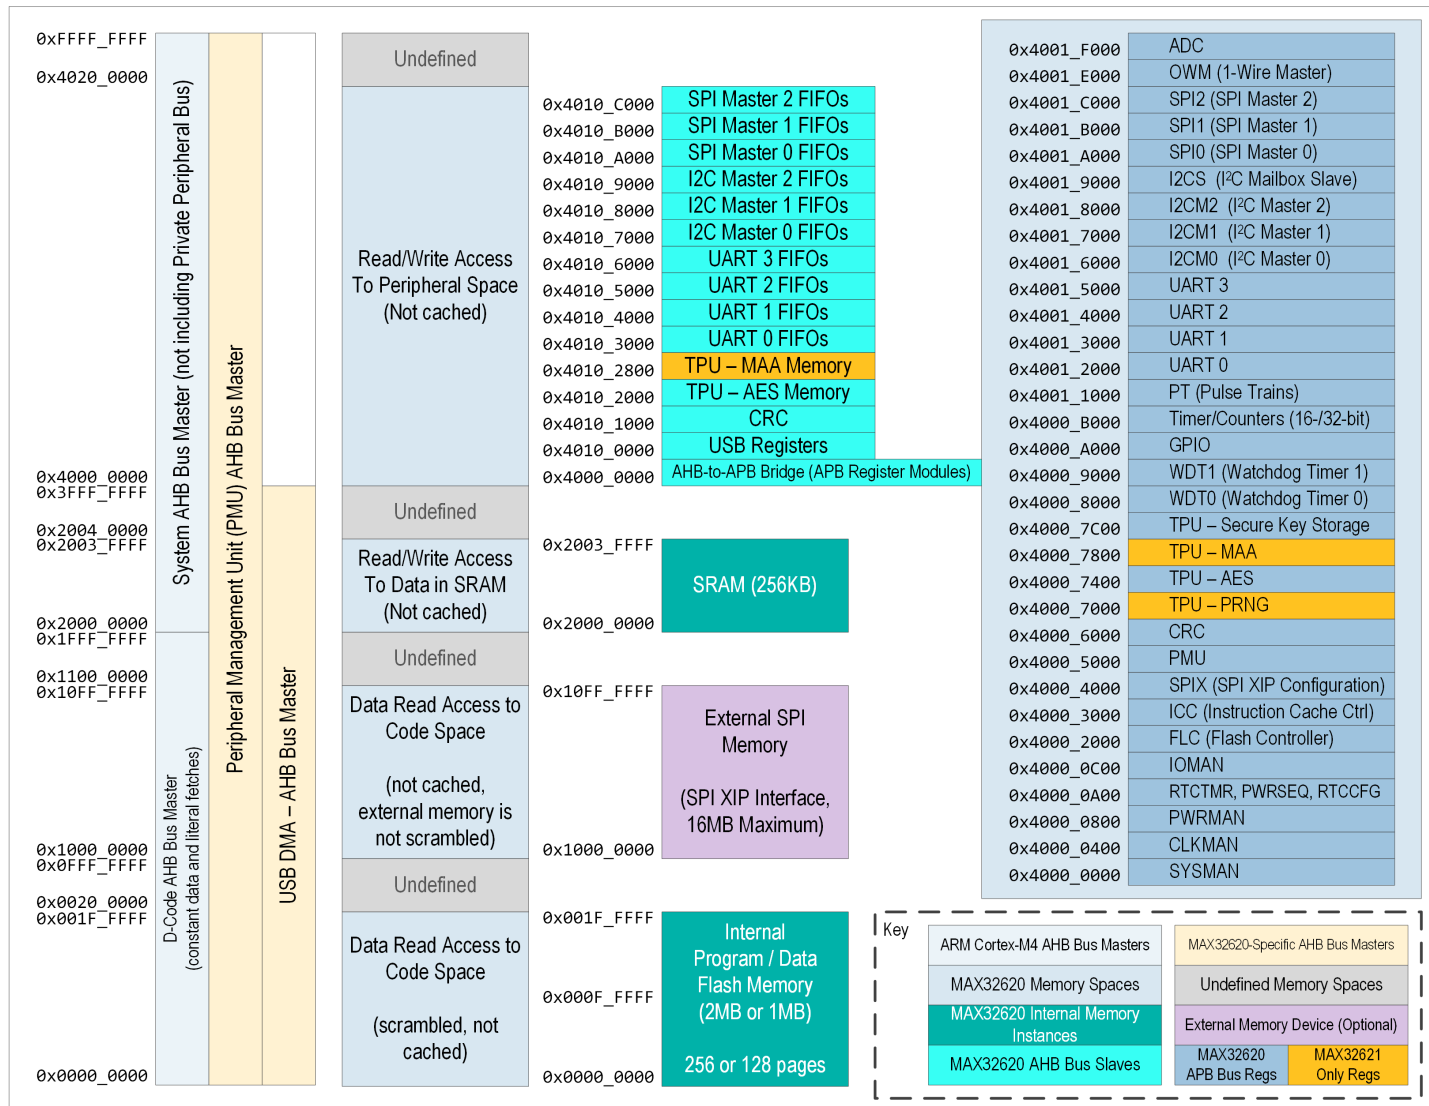 0xFFFF_FFFF
0x4020_0000
0x4000_0000
0x3FFF_FFFF
0x2004_0000
0x2003_FFFF
0x2000_0000
0x1FFF_FFFF
0x1100_0000
0x10FF_FFFF
0x1000_0000
0x0FFF_FFFF
0x0020_0000
0x001F_FFFF
0x0000_0000
System AHB Bus Master (not including Private Peripheral Bus)
D-Code AHB Bus Master
(constant data and literal fetches)
Peripheral Management Unit (PMU) AHB Bus Master
USB DMA – AHB Bus Master
Undefined
Read/Write Access
To Peripheral Space
(Not cached)
Undefined
Read/Write Access
To Data in SRAM
(Not cached)
Undefined
Data Read Access to
Code Space
(not cached,
external memory is
not scrambled)
Undefined
Data Read Access to
Code Space
(scrambled, not
cached)
0x4010_C000 SPI Master 2 FIFOs
0x4010_B000 SPI Master 1 FIFOs
0x4010_A000 SPI Master 0 FIFOs
0x4010_9000 I2C Master 2 FIFOs
0x4010_8000 I2C Master 1 FIFOs
0x4010_7000 I2C Master 0 FIFOs
0x4010_6000 UART 3 FIFOs
0x4010_5000 UART 2 FIFOs
0x4010_4000 UART 1 FIFOs
0x4010_3000 UART 0 FIFOs
0x4010_2800 TPU – MAA Memory
0x4010_2000 TPU – AES Memory
0x4010_1000 CRC
0x4010_0000 USB Registers
0x4000_0000 AHB-to-APB Bridge (APB Register Modules)
0x2003_FFFF
SRAM (256KB)
0x2000_0000
0x10FF_FFFF
External SPI
Memory
(SPI XIP Interface,
16MB Maximum)
0x1000_0000
0x001F_FFFF
Internal
Program / Data
Flash Memory
(2MB or 1MB)
256 or 128 pages
0x000F_FFFF
0x0000_0000
0x4001_F000 ADC
0x4001_E000 OWM (1-Wire Master)
0x4001_C000 SPI2 (SPI Master 2)
0x4001_B000 SPI1 (SPI Master 1)
0x4001_A000 SPI0 (SPI Master 0)
0x4001_9000 I2CS (I²C Mailbox Slave)
0x4001_8000 I2CM2 (I²C Master 2)
0x4001_7000 I2CM1 (I²C Master 1)
0x4001_6000 I2CM0 (I²C Master 0)
0x4001_5000 UART 3
0x4001_4000 UART 2
0x4001_3000 UART 1
0x4001_2000 UART 0
0x4001_1000 PT (Pulse Trains)
0x4000_B000 Timer/Counters (16-/32-bit)
0x4000_A000 GPIO
0x4000_9000 WDT1 (Watchdog Timer 1)
0x4000_8000 WDT0 (Watchdog Timer 0)
0x4000_7C00 TPU – Secure Key Storage
0x4000_7800 TPU – MAA
0x4000_7400 TPU – AES
0x4000_7000 TPU – PRNG
0x4000_6000 CRC
0x4000_5000 PMU
0x4000_4000 SPIX (SPI XIP Configuration)
0x4000_3000 ICC (Instruction Cache Ctrl)
0x4000_2000 FLC (Flash Controller)
0x4000_0C00 IOMAN
0x4000_0A00 RTCTMR, PWRSEQ, RTCCFG
0x4000_0800 PWRMAN
0x4000_0400 CLKMAN
0x4000_0000 SYSMAN
Key
ARM Cortex-M4 AHB Bus Masters
MAX32620-Specific AHB Bus Masters
MAX32620 Memory Spaces
Undefined Memory Spaces
MAX32620 Internal Memory
Instances
External Memory Device (Optional)
MAX32620 AHB Bus Slaves
MAX32620
APB Bus Regs
MAX32621
Only Regs